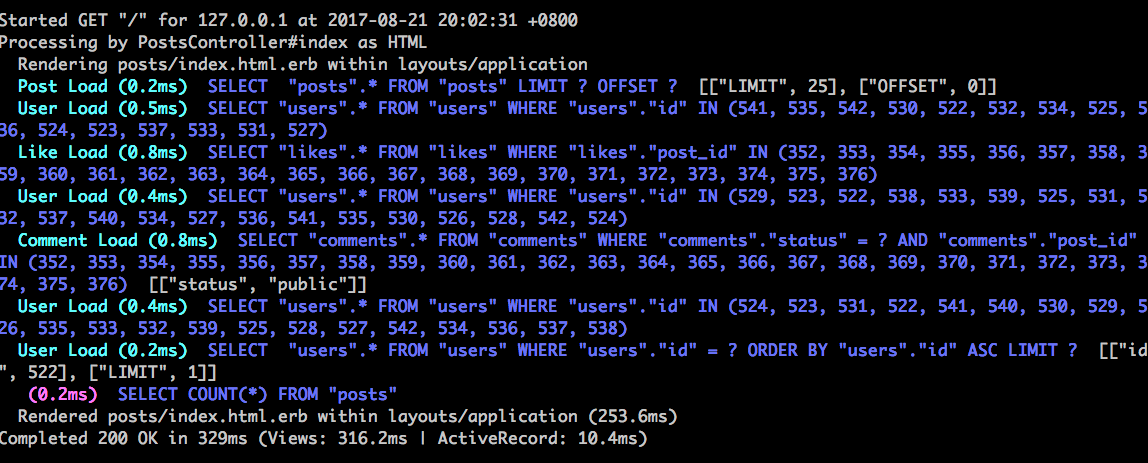 Started GET "/" for 127.0.0.1 at 2017-08-21 20:02:31 +0800
Processing by PostsController#index as HTML
  Rendering posts/index.html.erb within layouts/application
  Post Load (0.2ms)  SELECT  "posts".* FROM "posts" LIMIT ? OFFSET ?  [["LIMIT", 25], ["OFFSET", 0]]
  User Load (0.5ms)  SELECT "users".* FROM "users" WHERE "users"."id" IN (541, 535, 542, 530, 522, 532, 534, 525, 5
36, 524, 523, 537, 533, 531, 527)
  Like Load (0.8ms)  SELECT "likes".* FROM "likes" WHERE "likes"."post_id" IN (352, 353, 354, 355, 356, 357, 358, 3
59, 360, 361, 362, 363, 364, 365, 366, 367, 368, 369, 370, 371, 372, 373, 374, 375, 376)
  User Load (0.4ms)  SELECT "users".* FROM "users" WHERE "users"."id" IN (529, 523, 522, 538, 533, 539, 525, 531, 5
32, 537, 540, 534, 527, 536, 541, 535, 530, 526, 528, 542, 524)
  Comment Load (0.8ms)  SELECT "comments".* FROM "comments" WHERE "comments"."status" = ? AND "comments"."post_id" 
IN (352, 353, 354, 355, 356, 357, 358, 359, 360, 361, 362, 363, 364, 365, 366, 367, 368, 369, 370, 371, 372, 373, 3
74, 375, 376)  [["status", "public"]]
  User Load (0.4ms)  SELECT "users".* FROM "users" WHERE "users"."id" IN (524, 523, 531, 522, 541, 540, 530, 529, 5
26, 535, 533, 532, 539, 525, 528, 527, 542, 534, 536, 537, 538)
  User Load (0.2ms)  SELECT  "users".* FROM "users" WHERE "users"."id" = ? ORDER BY "users"."id" ASC LIMIT ?  [["id
", 522], ["LIMIT", 1]]
   (0.2ms)  SELECT COUNT(*) FROM "posts"
  Rendered posts/index.html.erb within layouts/application (253.6ms)
Completed 200 OK in 329ms (Views: 316.2ms | ActiveRecord: 10.4ms)